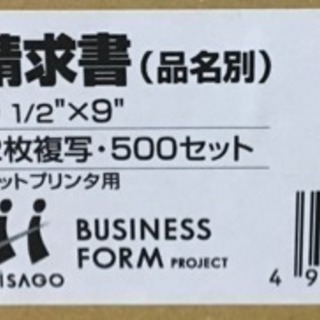 請求書(品名別)
1/2"×9"
枚複写・500セット
ットプリンタ用
BUSINESS
FORM PROJECT
ISAGO
4 9